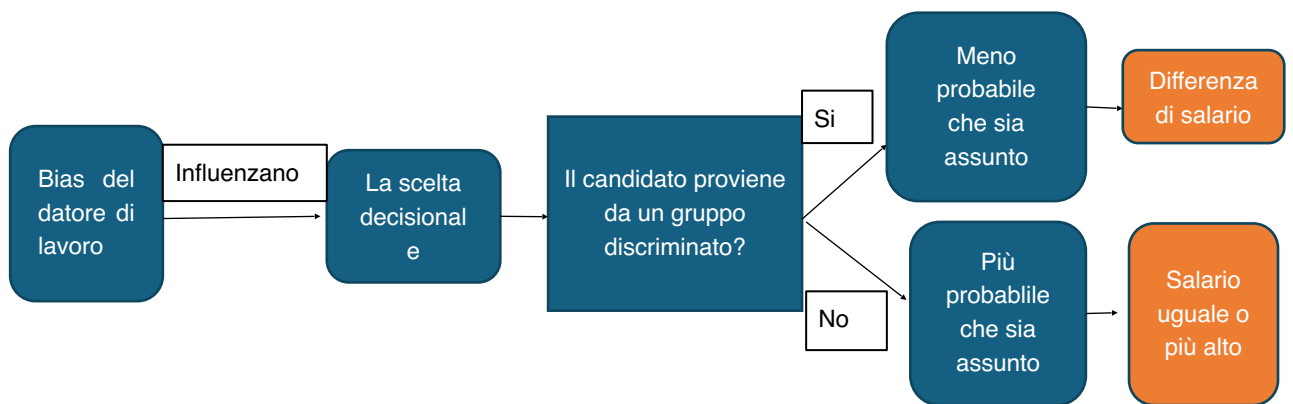 Bias del
datore di
lavoro
Influenzano
La scelta
decisional
e
Il candidato proviene
da un gruppo
discriminato?
Si
No
Meno
probabile
che sia
assunto
Differenza
di salario
Più
probablile
che sia
assunto
Salario
uguale o
più alto